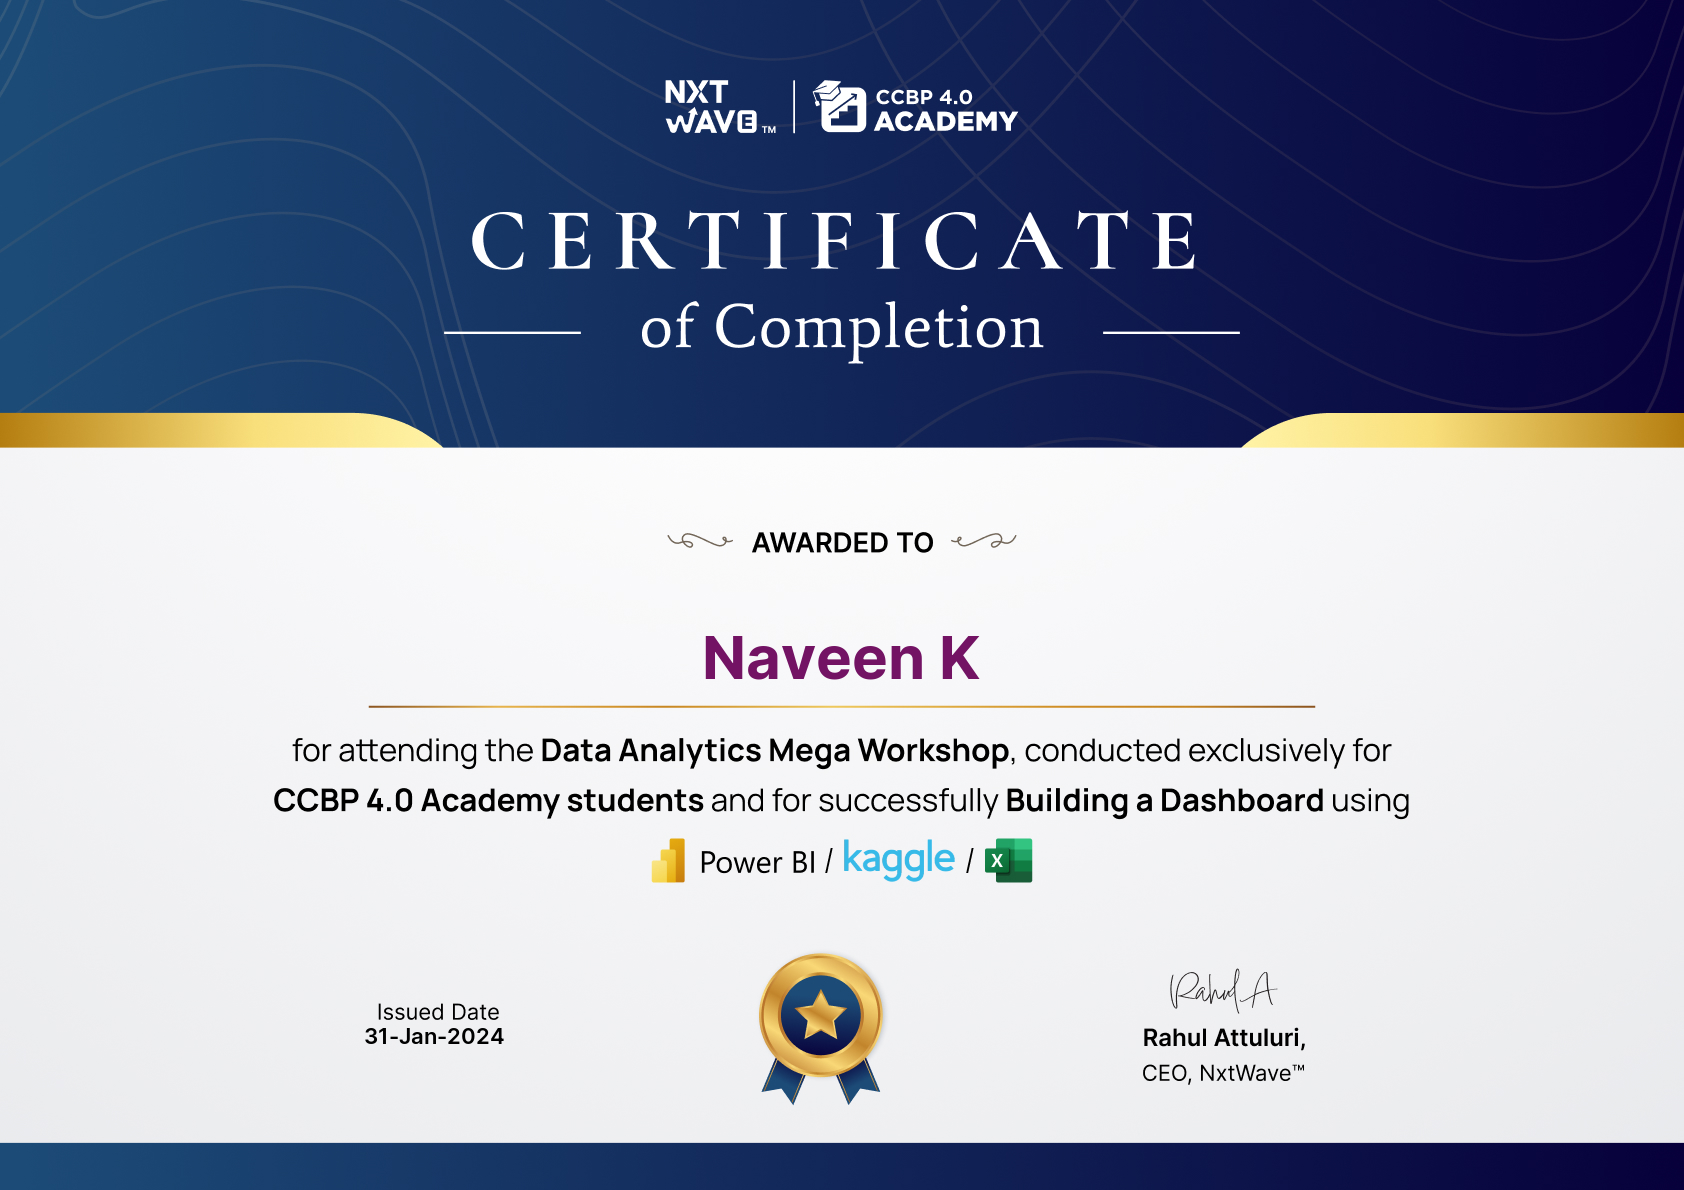 NXT
WAVE TM
CCBP 4.0
ACADEMY
CERTIFICATE
of Completion
AWARDED TO
Naveen K
for attending the Data Analytics Mega Workshop, conducted exclusively for
CCBP 4.0 Academy students and for successfully Building a Dashboard using
Power BI / kaggle / X
Issued Date
31-Jan-2024
Rahul A
Rahul Attuluri,
CEO, NxtWave™